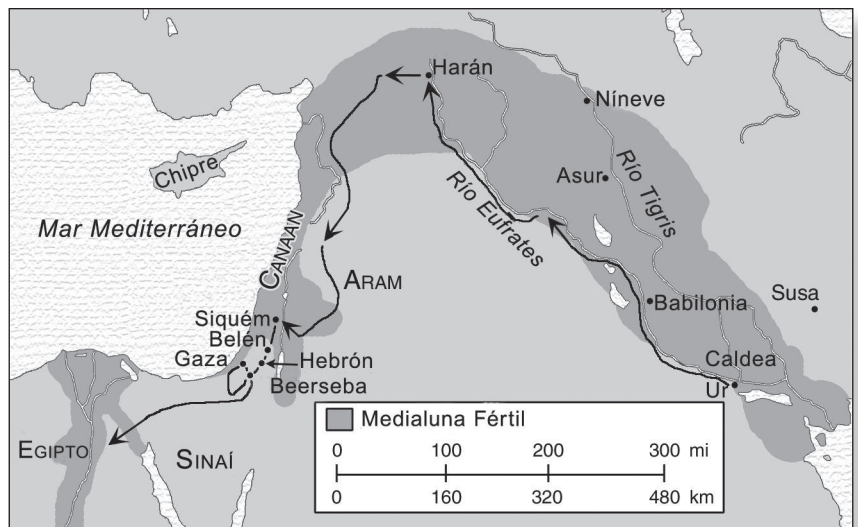 Harán
Níneve
Asur
Río Tigris
Río Eufrates
Chipre
Mar Mediterráneo
CANAAN
ARAM
Babilonia
Susa
Siquém
Belén
Gaza
Hebrón
Beerseba
Caldea
Ur
EGIPTO
SINAÍ
Medialuna Fértil
0 100 200 300 mi
0 160 320 480 km